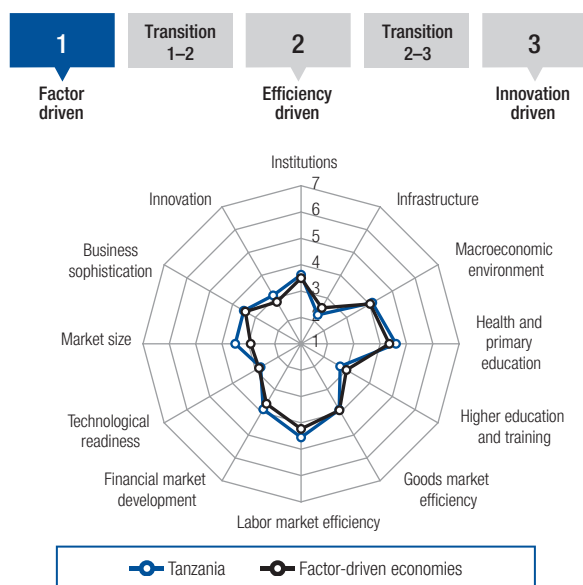 1
Transition
1–2
2
Transition
2–3
3
Factor
driven
Efficiency
driven
Innovation
driven
Institutions
7
6
5
4
3
2
1
Infrastructure
Macroeconomic
environment
Health and
primary
education
Higher education
and training
Goods market
efficiency
Labor market efficiency
Financial market
development
Technological
readiness
Market size
Business
sophistication
Innovation
Tanzania
Factor-driven economies